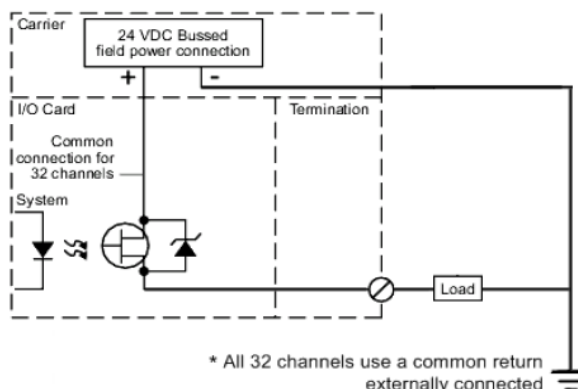 Carrier
24 VDC Bussed
field power connection
+ -
I/O Card
Termination
Common
connection for
32 channels
System
Load
* All 32 channels use a common return
externally connected